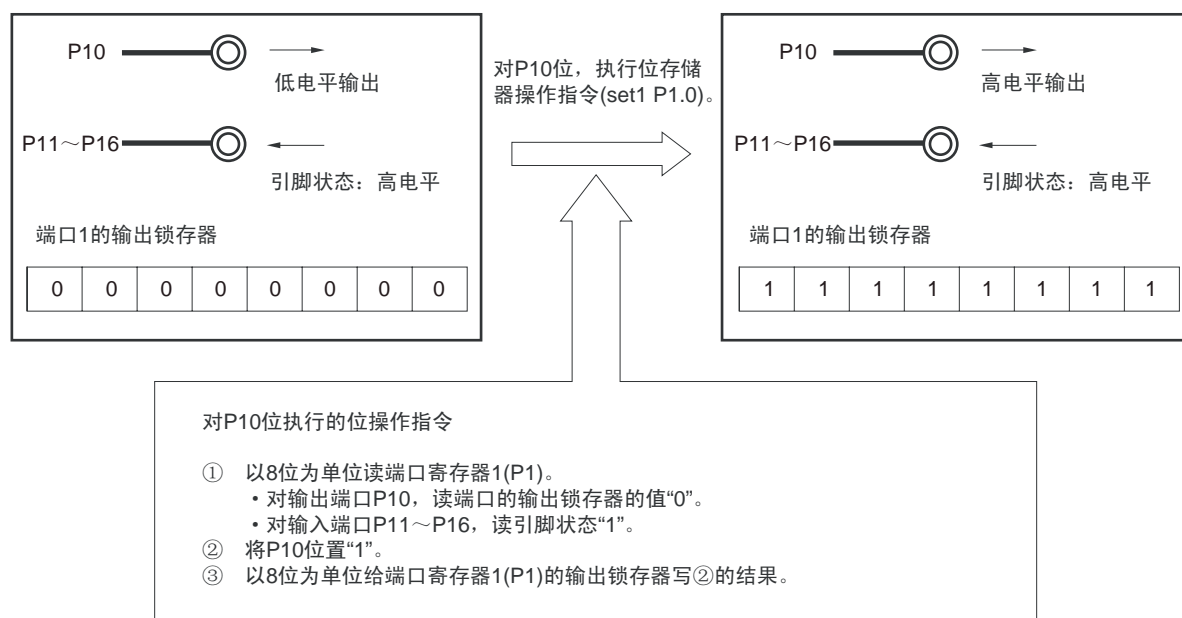 P10
低电平输出
P11～P16
引脚状态：高电平
端口1的输出锁存器
0 0 0 0 0 0 0 0
对P10位，执行位存储
器操作指令(set1 P1.0)。
P10
高电平输出
P11～P16
引脚状态：高电平
端口1的输出锁存器
1 1 1 1 1 1 1 1
对P10位执行的位操作指令
① 以8位为单位读端口寄存器1(P1)。
・对输出端口P10，读端口的输出锁存器的值“0”。
・对输入端口P11～P16，读引脚状态“1”。
② 将P10位置“1”。
③ 以8位为单位给端口寄存器1(P1)的输出锁存器写②的结果。